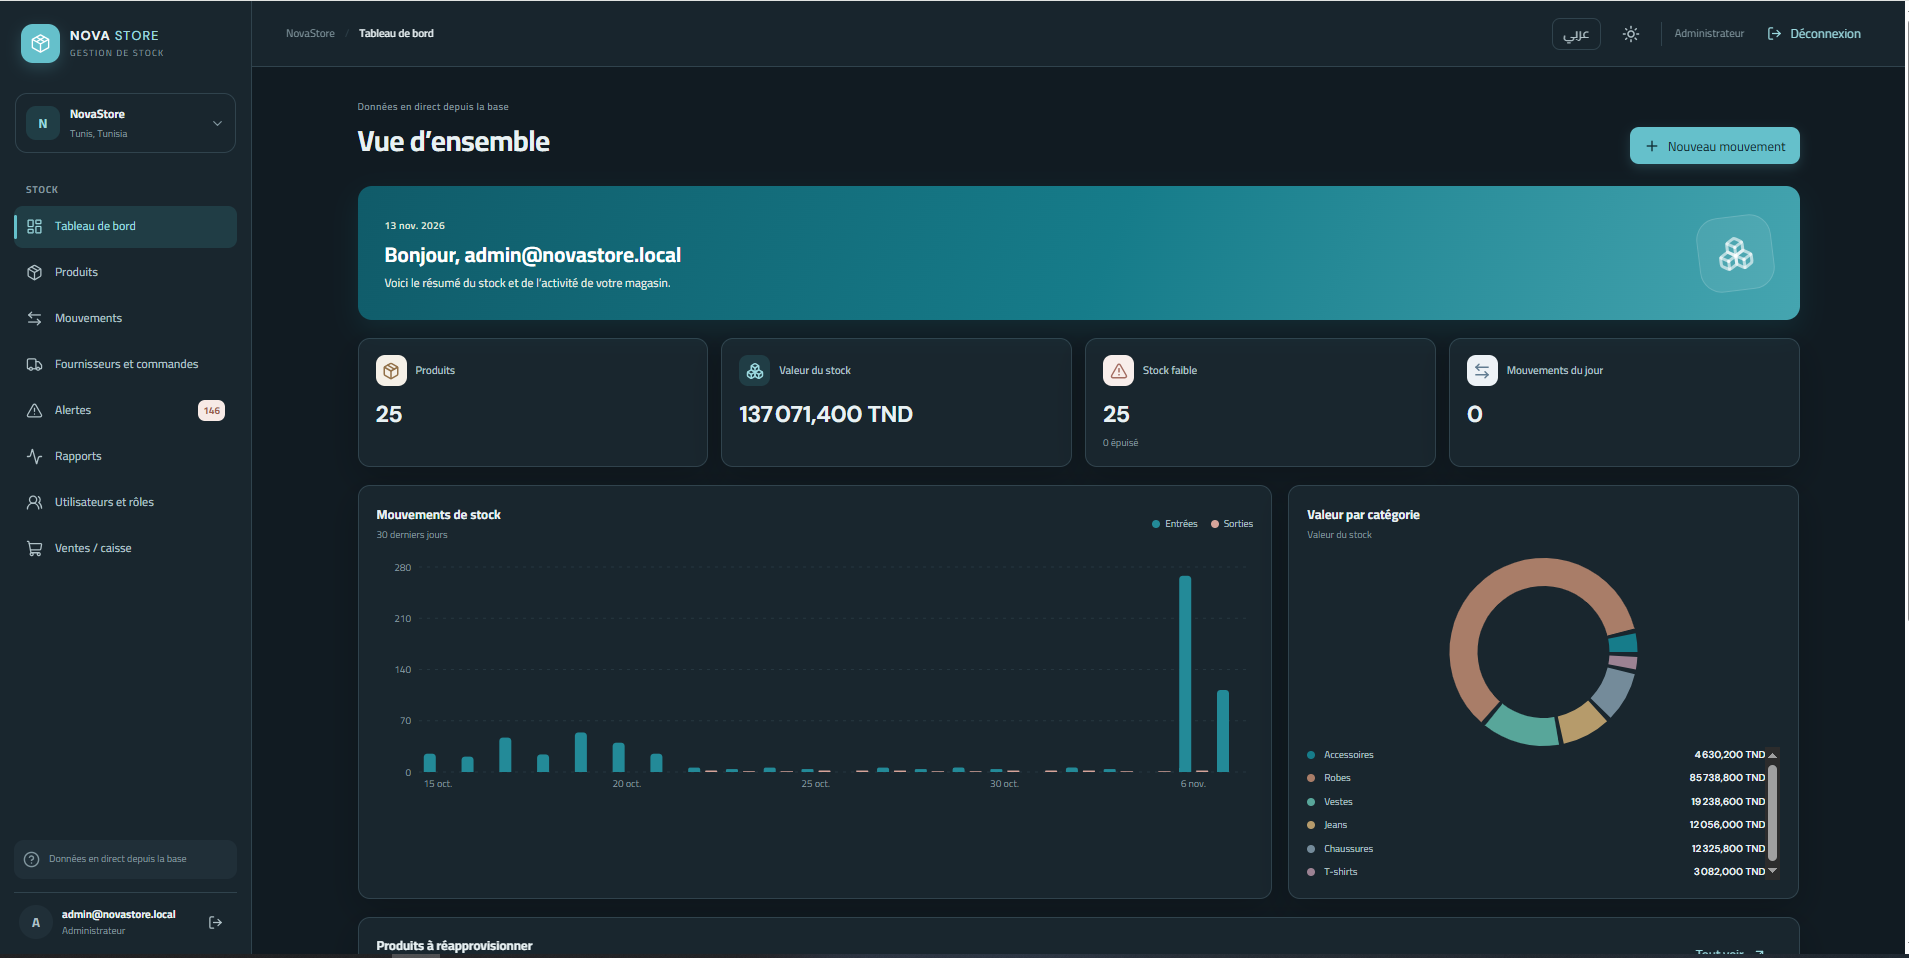 NOVA STORE
GESTION DE STOCK
N
NovaStore
Tunis, Tunisia
STOCK
Tableau de bord
Produits
Mouvements
Fournisseurs et commandes
Alertes
146
Rapports
Utilisateurs et rôles
Ventes / caisse
Données en direct depuis la base
A
admin@novastore.local
Administrateur
NovaStore / Tableau de bord
عربي
Administrateur
Déconnexion
Données en direct depuis la base
Vue d’ensemble
+ Nouveau mouvement
13 nov. 2026
Bonjour, admin@novastore.local
Voici le résumé du stock et de l’activité de votre magasin.
Produits
25
Valeur du stock
137 071,400 TND
Stock faible
25
0 épuisé
Mouvements du jour
0
Mouvements de stock
30 derniers jours
Entrées
Sorties
280
210
140
70
0
15 oct.
20 oct.
25 oct.
30 oct.
6 nov.
Valeur par catégorie
Valeur du stock
Accessoires 4 630,200 TND
Robes 85 738,800 TND
Vestes 19 238,600 TND
Jeans 12 056,000 TND
Chaussures 12 325,800 TND
T-shirts 3 082,000 TND
Produits à réapprovisionner
Tout voir